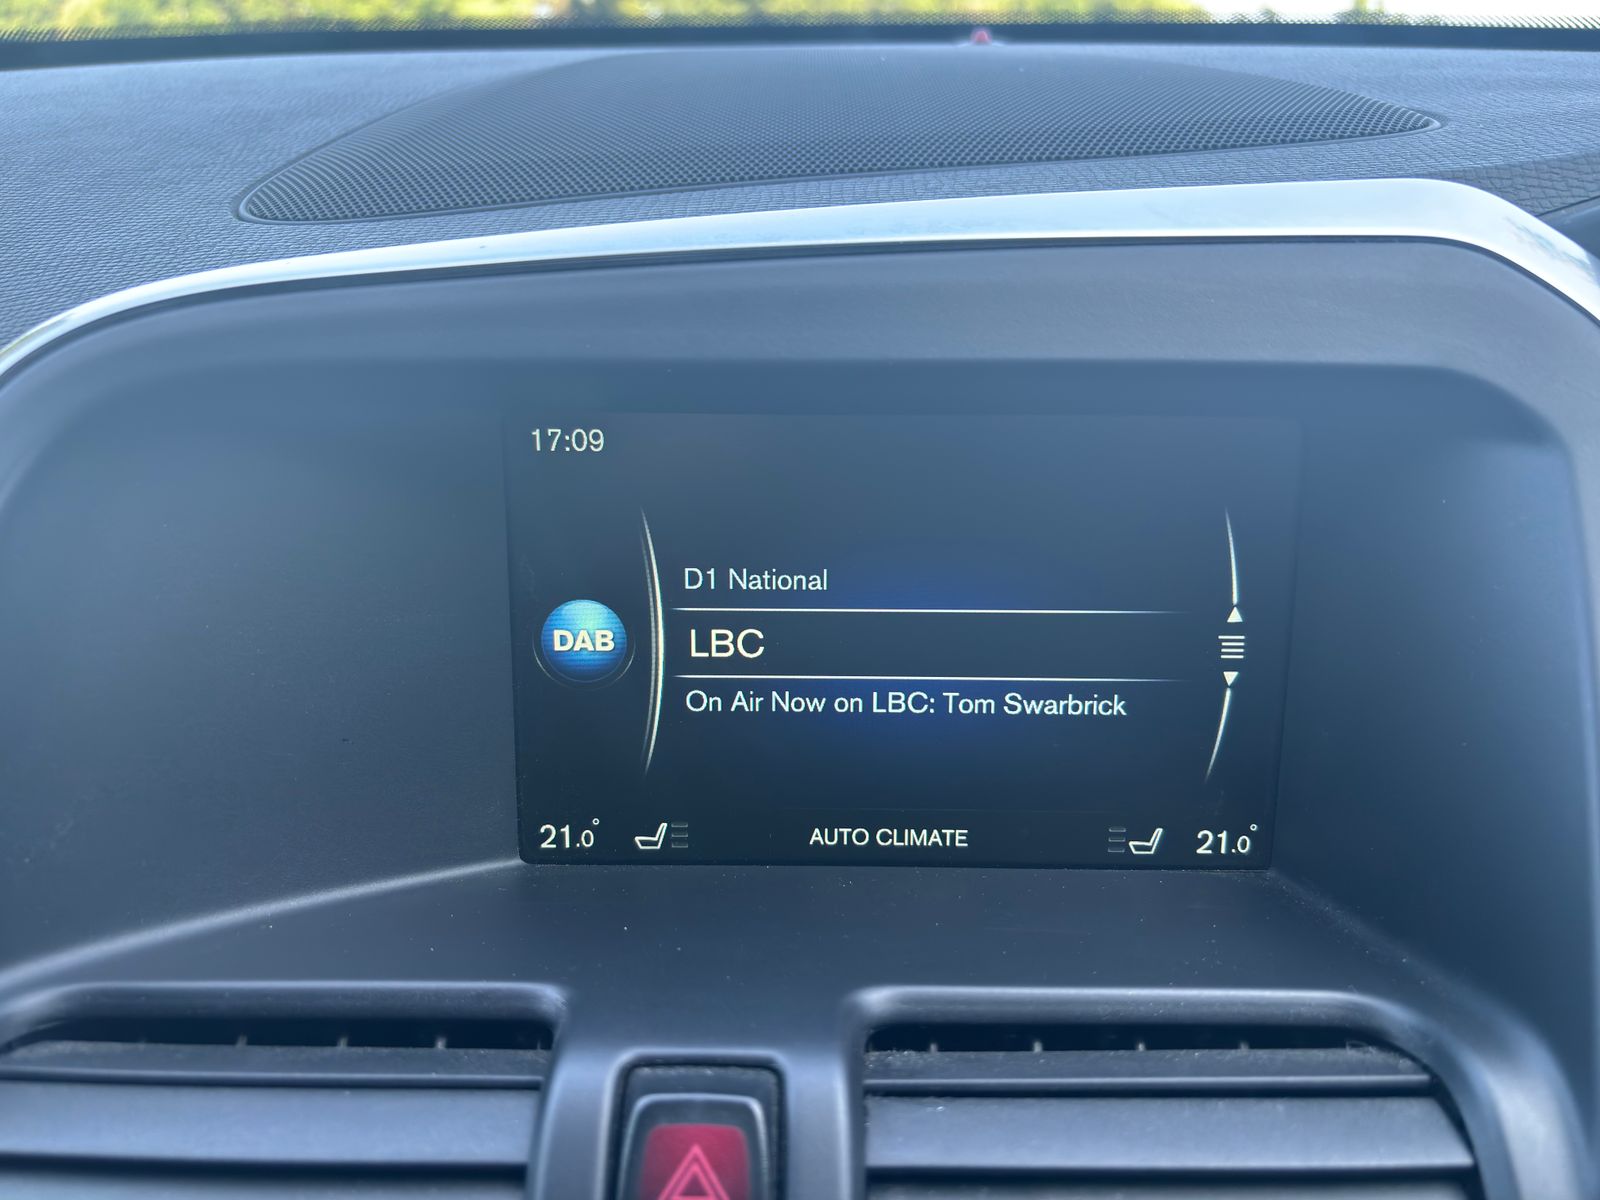 17:09
D1 National
DAB
LBC
On Air Now on LBC: Tom Swarbrick
21.0°
AUTO CLIMATE
21.0°